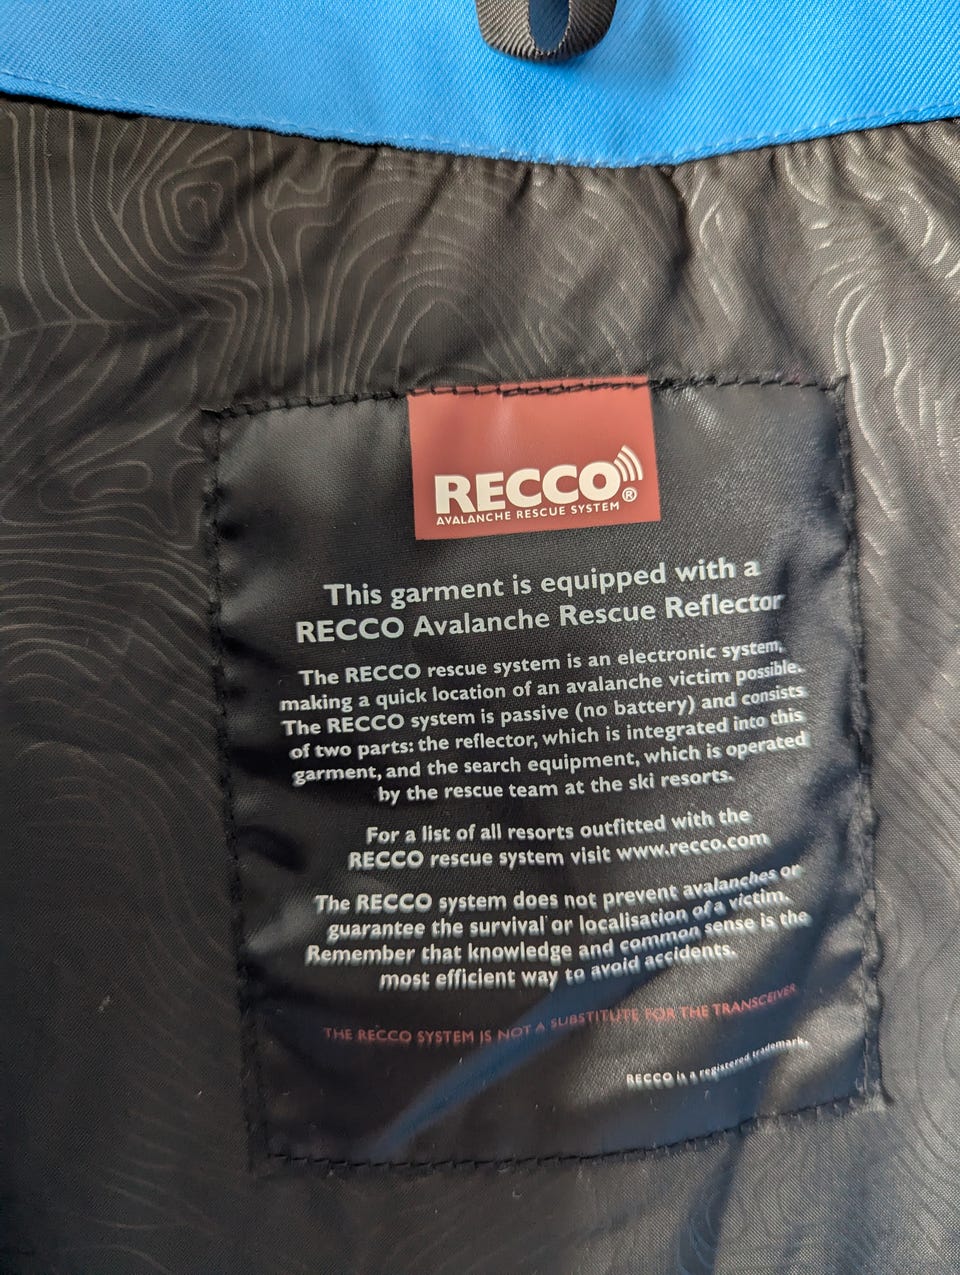 RECCO®
AVALANCHE RESCUE SYSTEM
This garment is equipped with a
RECCO Avalanche Rescue Reflector
The RECCO rescue system is an electronic system,
making a quick location of an avalanche victim possible.
The RECCO system is passive (no battery) and consists
of two parts: the reflector, which is integrated into this
garment, and the search equipment, which is operated
by the rescue team at the ski resorts.
For a list of all resorts outfitted with the
RECCO rescue system visit www.recco.com
The RECCO system does not prevent avalanches or
guarantee the survival or localisation of a victim.
Remember that knowledge and common sense is the
most efficient way to avoid accidents.
THE RECCO SYSTEM IS NOT A SUBSTITUTE FOR THE TRANSCEIVER
RECCO is a registered trademark.